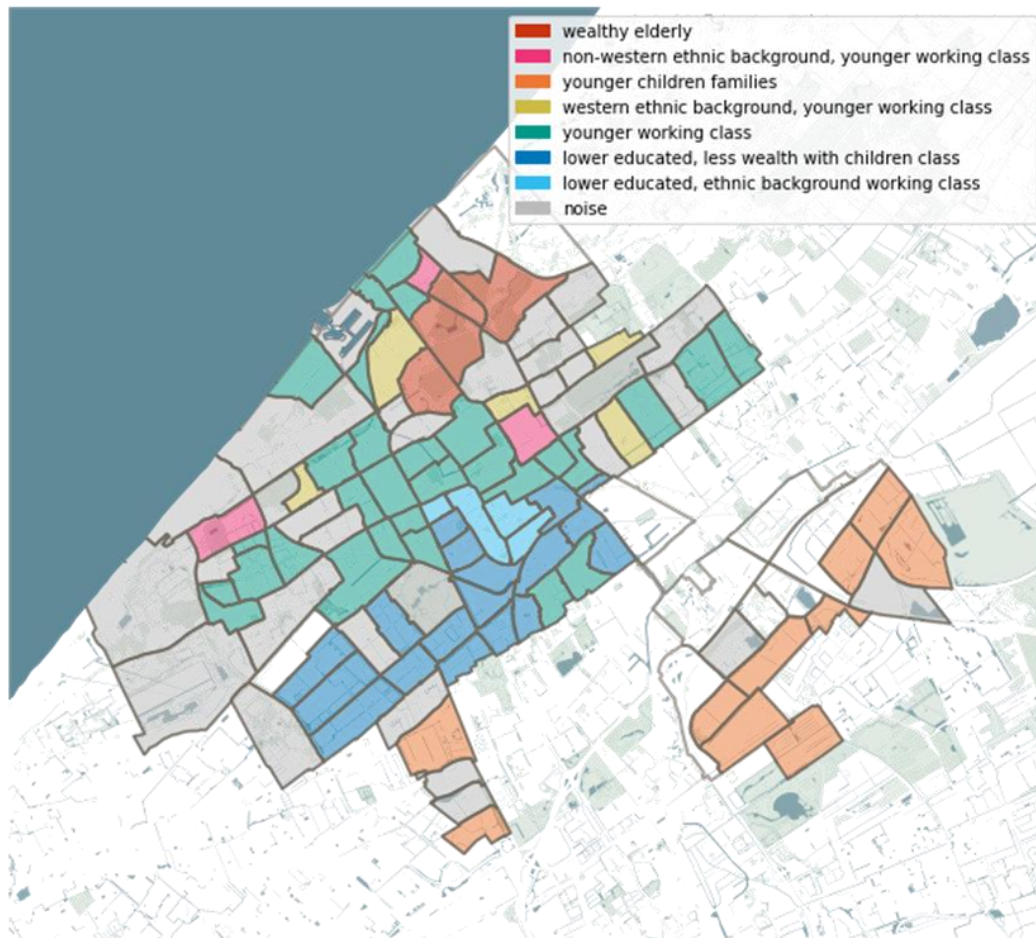 wealthy elderly
non-western ethnic background, younger working class
younger children families
western ethnic background, younger working class
younger working class
lower educated, less wealth with children class
lower educated, ethnic background working class
noise